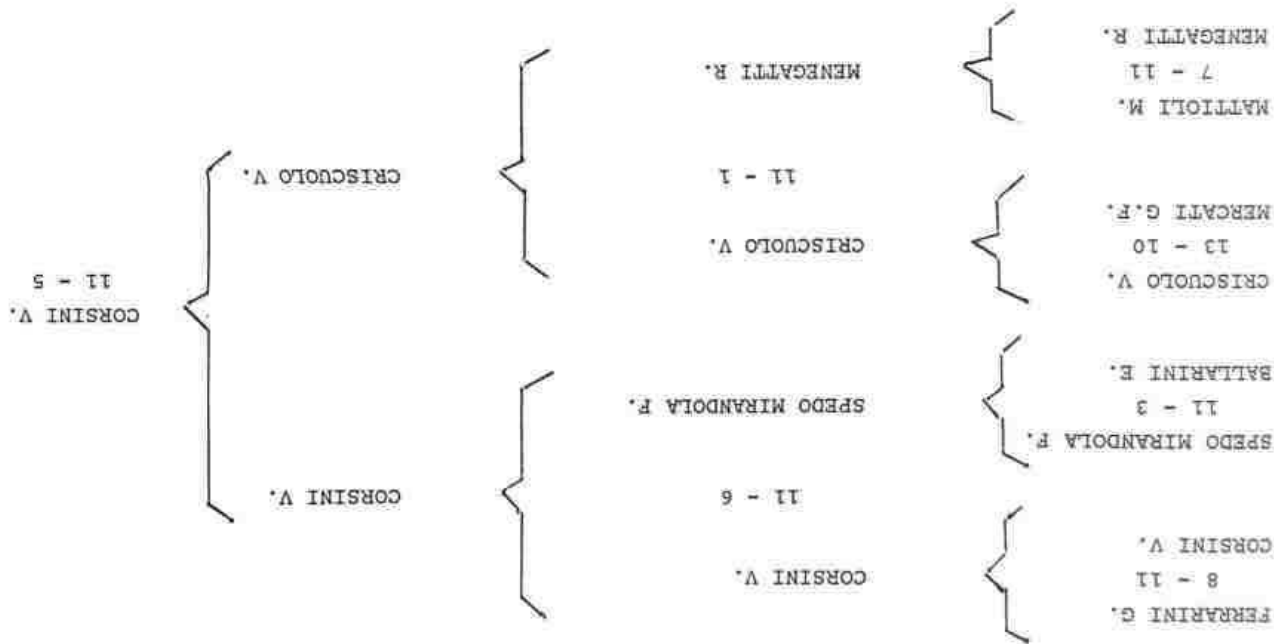 FERRARINI G.
8 - 11
CORSINI V.
SPEDO MIRANDOLA F.
11 - 3
BALLARINI E.
CRISCUOLO V.
13 - 10
MERCATI G.F.
MATTIOLI M.
7 - 11
MENEGATTI R.
CORSINI V.
11 - 6
SPEDO MIRANDOLA F.
CRISCUOLO V.
11 - 1
MENEGATTI R.
CORSINI V.
CRISCUOLO V.
CORSINI V.
11 - 5